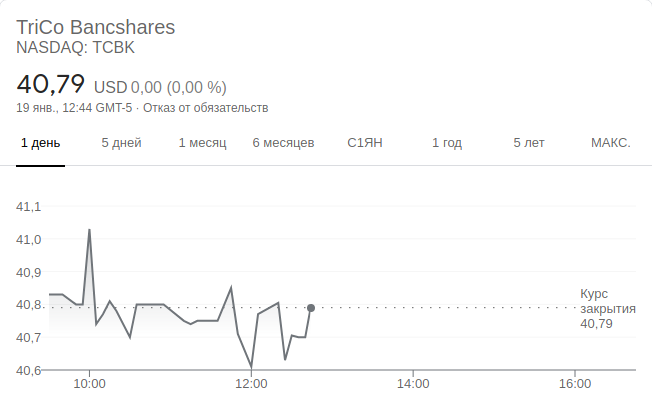 TriCo Bancshares
NASDAQ: TCBK
40,79 USD 0,00 (0,00 %)
19 янв., 12:44 GMT-5 · Отказ от обязательств
1 день 5 дней 1 месяц 6 месяцев С1ЯН 1 год 5 лет МАКС.
41,1
41,0
40,9
40,8
40,7
40,6
Курс
закрытия
40,79
10:00 12:00 14:00 16:00